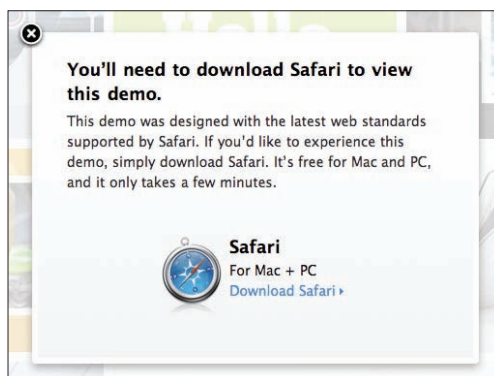 You'll need to download Safari to view
this demo.
This demo was designed with the latest web standards
supported by Safari. If you'd like to experience this
demo, simply download Safari. It's free for Mac and PC,
and it only takes a few minutes.
Safari
For Mac + PC
Download Safari ▸